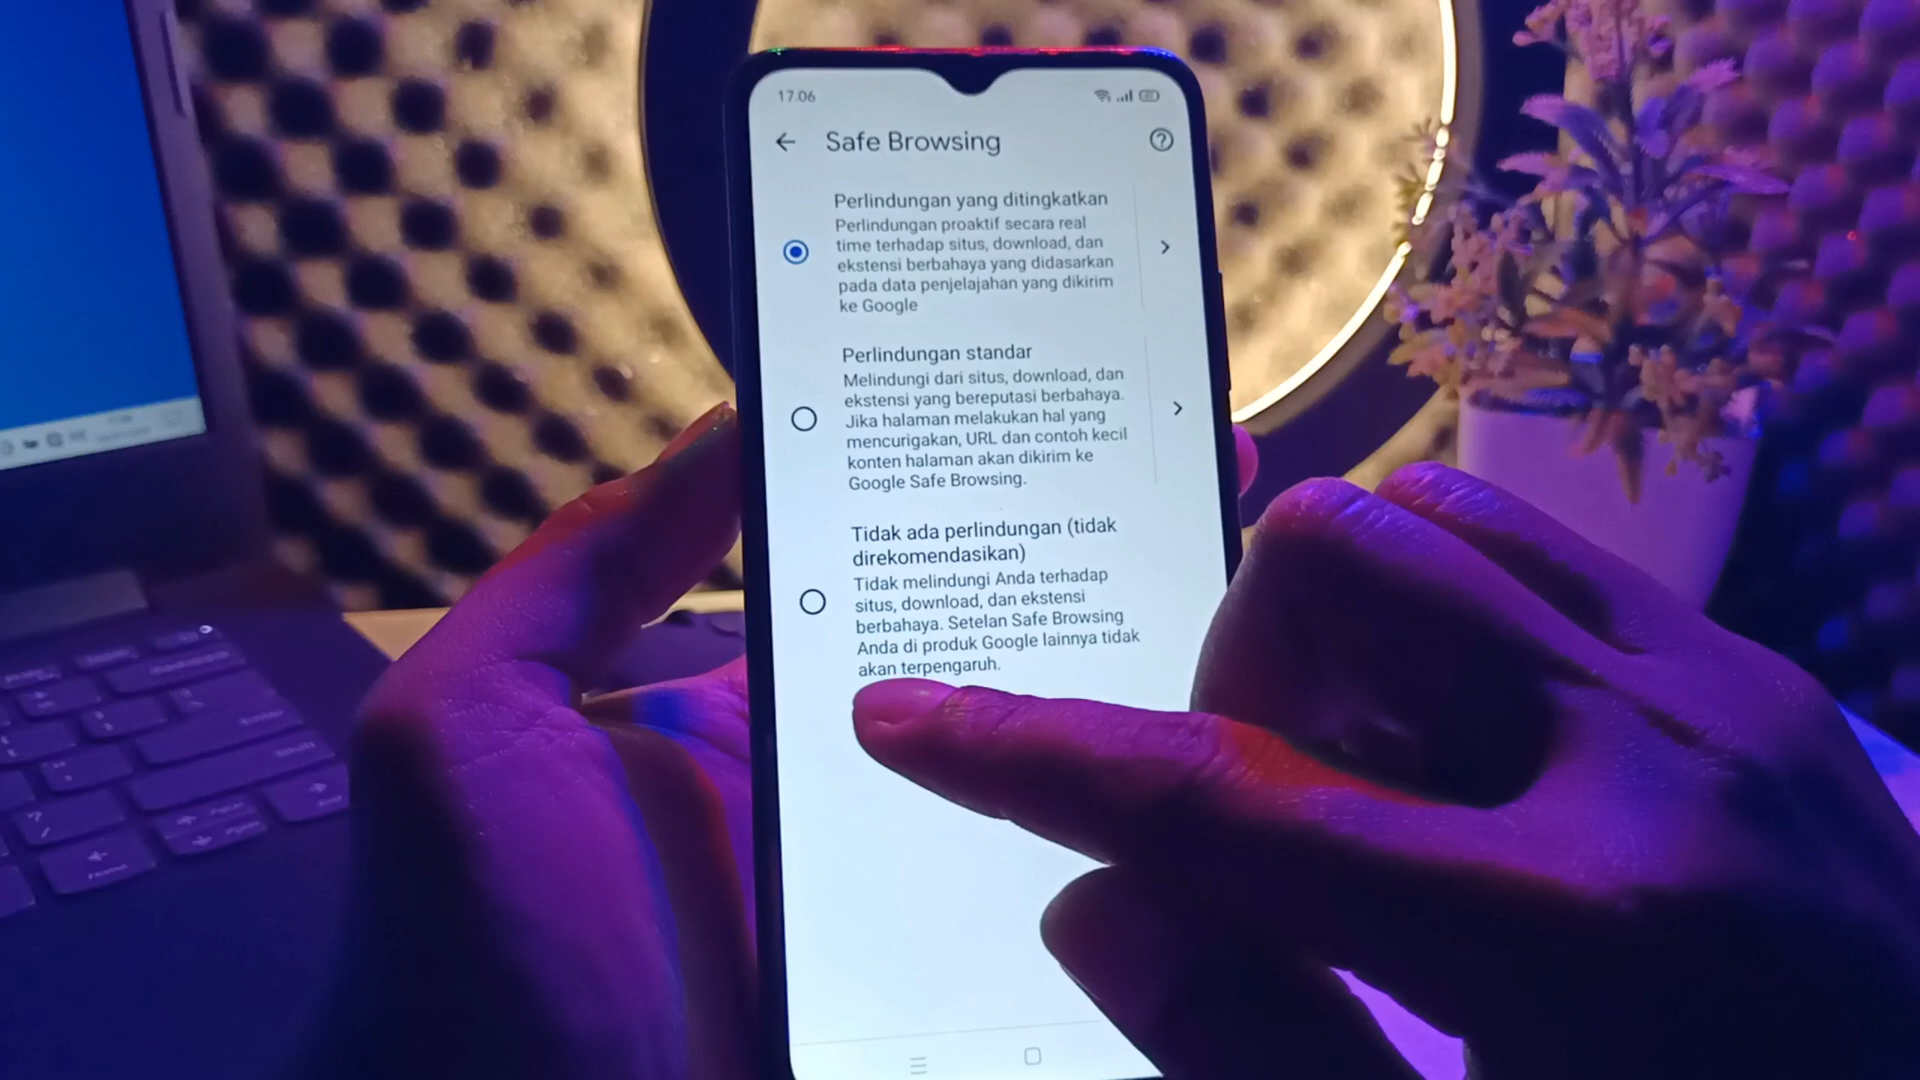 17.06
Safe Browsing
Perlindungan yang ditingkatkan
Perlindungan proaktif secara real
time terhadap situs, download, dan
ekstensi berbahaya yang didasarkan
pada data penjelajahan yang dikirim
ke Google
Perlindungan standar
Melindungi dari situs, download, dan
ekstensi yang bereputasi berbahaya.
Jika halaman melakukan hal yang
mencurigakan, URL dan contoh kecil
konten halaman akan dikirim ke
Google Safe Browsing.
Tidak ada perlindungan (tidak
direkomendasikan)
Tidak melindungi Anda terhadap
situs, download, dan ekstensi
berbahaya. Setelan Safe Browsing
Anda di produk Google lainnya tidak
akan terpengaruh.
Enter
Shift
Home